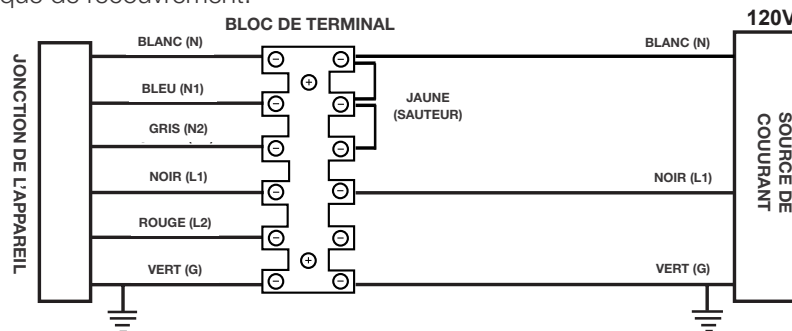 que de recouvrement.
BLOC DE TERMINAL
120V
BLANC (N)
BLANC (N)
BLEU (N1)
JAUNE
(SAUTEUR)
GRIS (N2)
NOIR (L1)
NOIR (L1)
ROUGE (L2)
VERT (G)
VERT (G)
JONCTION DE L'APPAREIL
SOURCE DE
COUURANT